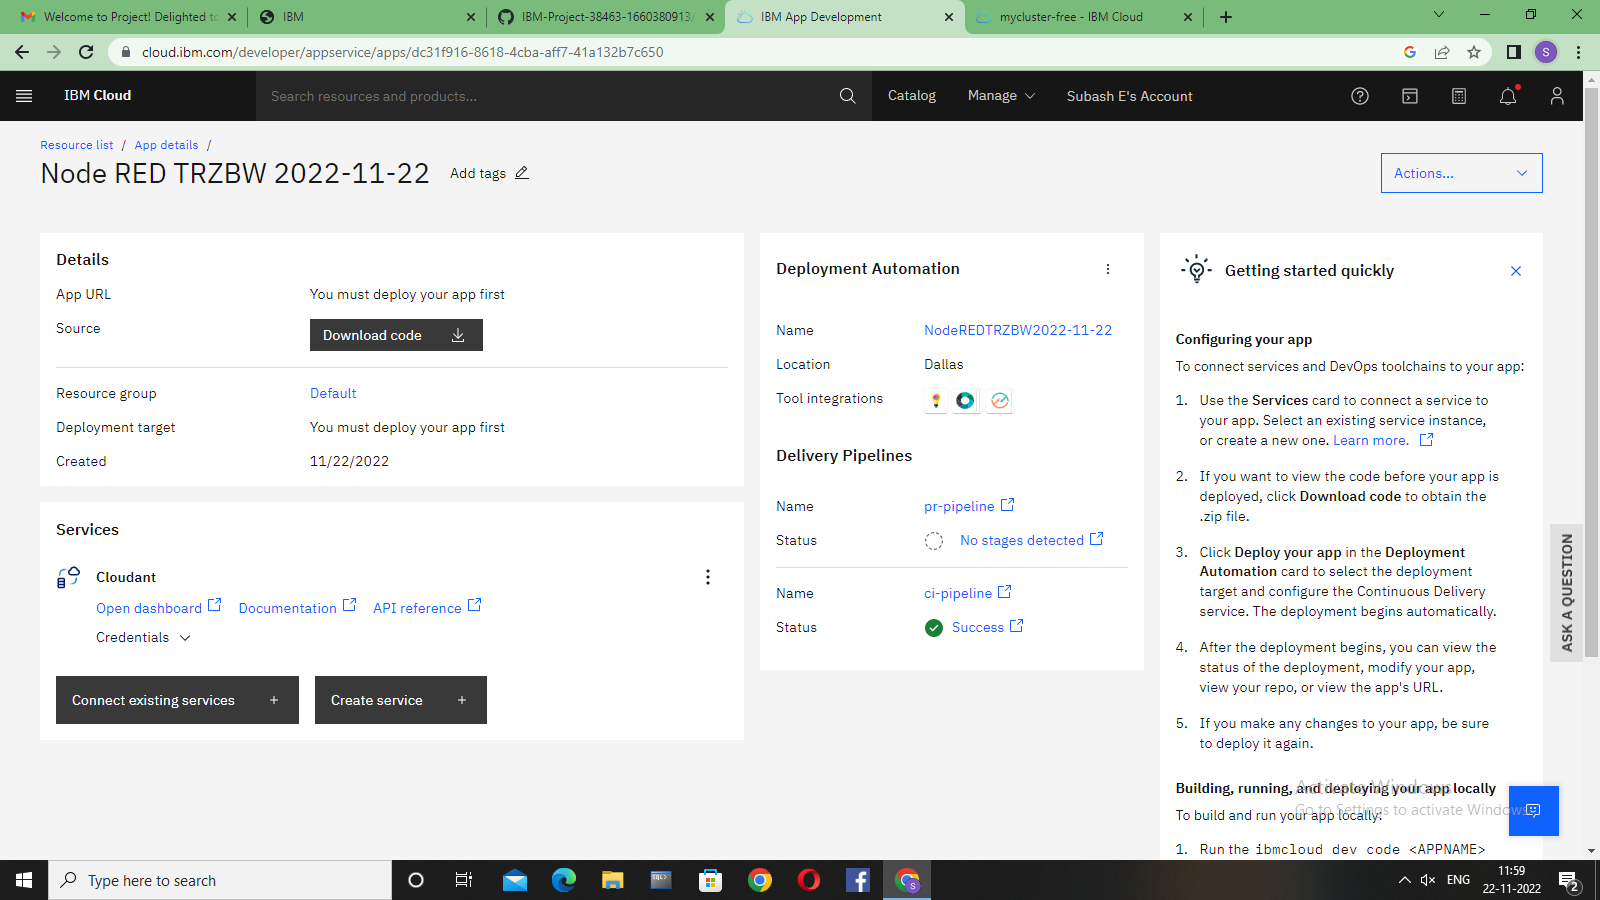 Welcome to Project! Delighted to
IBM
IBM-Project-38463-1660380913/
IBM App Development
mycluster-free - IBM Cloud
cloud.ibm.com/developer/appservice/apps/dc31f916-8618-4cba-aff7-41a132b7c650
S
IBM Cloud
Search resources and products...
Catalog
Manage
Subash E's Account
Resource list / App details /
Node RED TRZBW 2022-11-22
Add tags
Actions...
Details
App URL
You must deploy your app first
Source
Download code
Resource group
Default
Deployment target
You must deploy your app first
Created
11/22/2022
Services
Cloudant
Open dashboard
Documentation
API reference
Credentials
Connect existing services +
Create service +
Deployment Automation
Name
NodeREDTRZBW2022-11-22
Location
Dallas
Tool integrations
Delivery Pipelines
Name
pr-pipeline
Status
No stages detected
Name
ci-pipeline
Status
Success
Getting started quickly
Configuring your app
To connect services and DevOps toolchains to your app:
1. Use the Services card to connect a service to
your app. Select an existing service instance,
or create a new one. Learn more.
2. If you want to view the code before your app is
deployed, click Download code to obtain the
.zip file.
3. Click Deploy your app in the Deployment
Automation card to select the deployment
target and configure the Continuous Delivery
service. The deployment begins automatically.
4. After the deployment begins, you can view the
status of the deployment, modify your app,
view your repo, or view the app's URL.
5. If you make any changes to your app, be sure
to deploy it again.
Building, running, and deploying your app locally
To build and run your app locally:
1. Run the ibmcloud dev code <APPNAME>
ASK A QUESTION
Activate Windows
Go to Settings to activate Windows
Type here to search
SQL>
S
ENG
11:59
22-11-2022
2